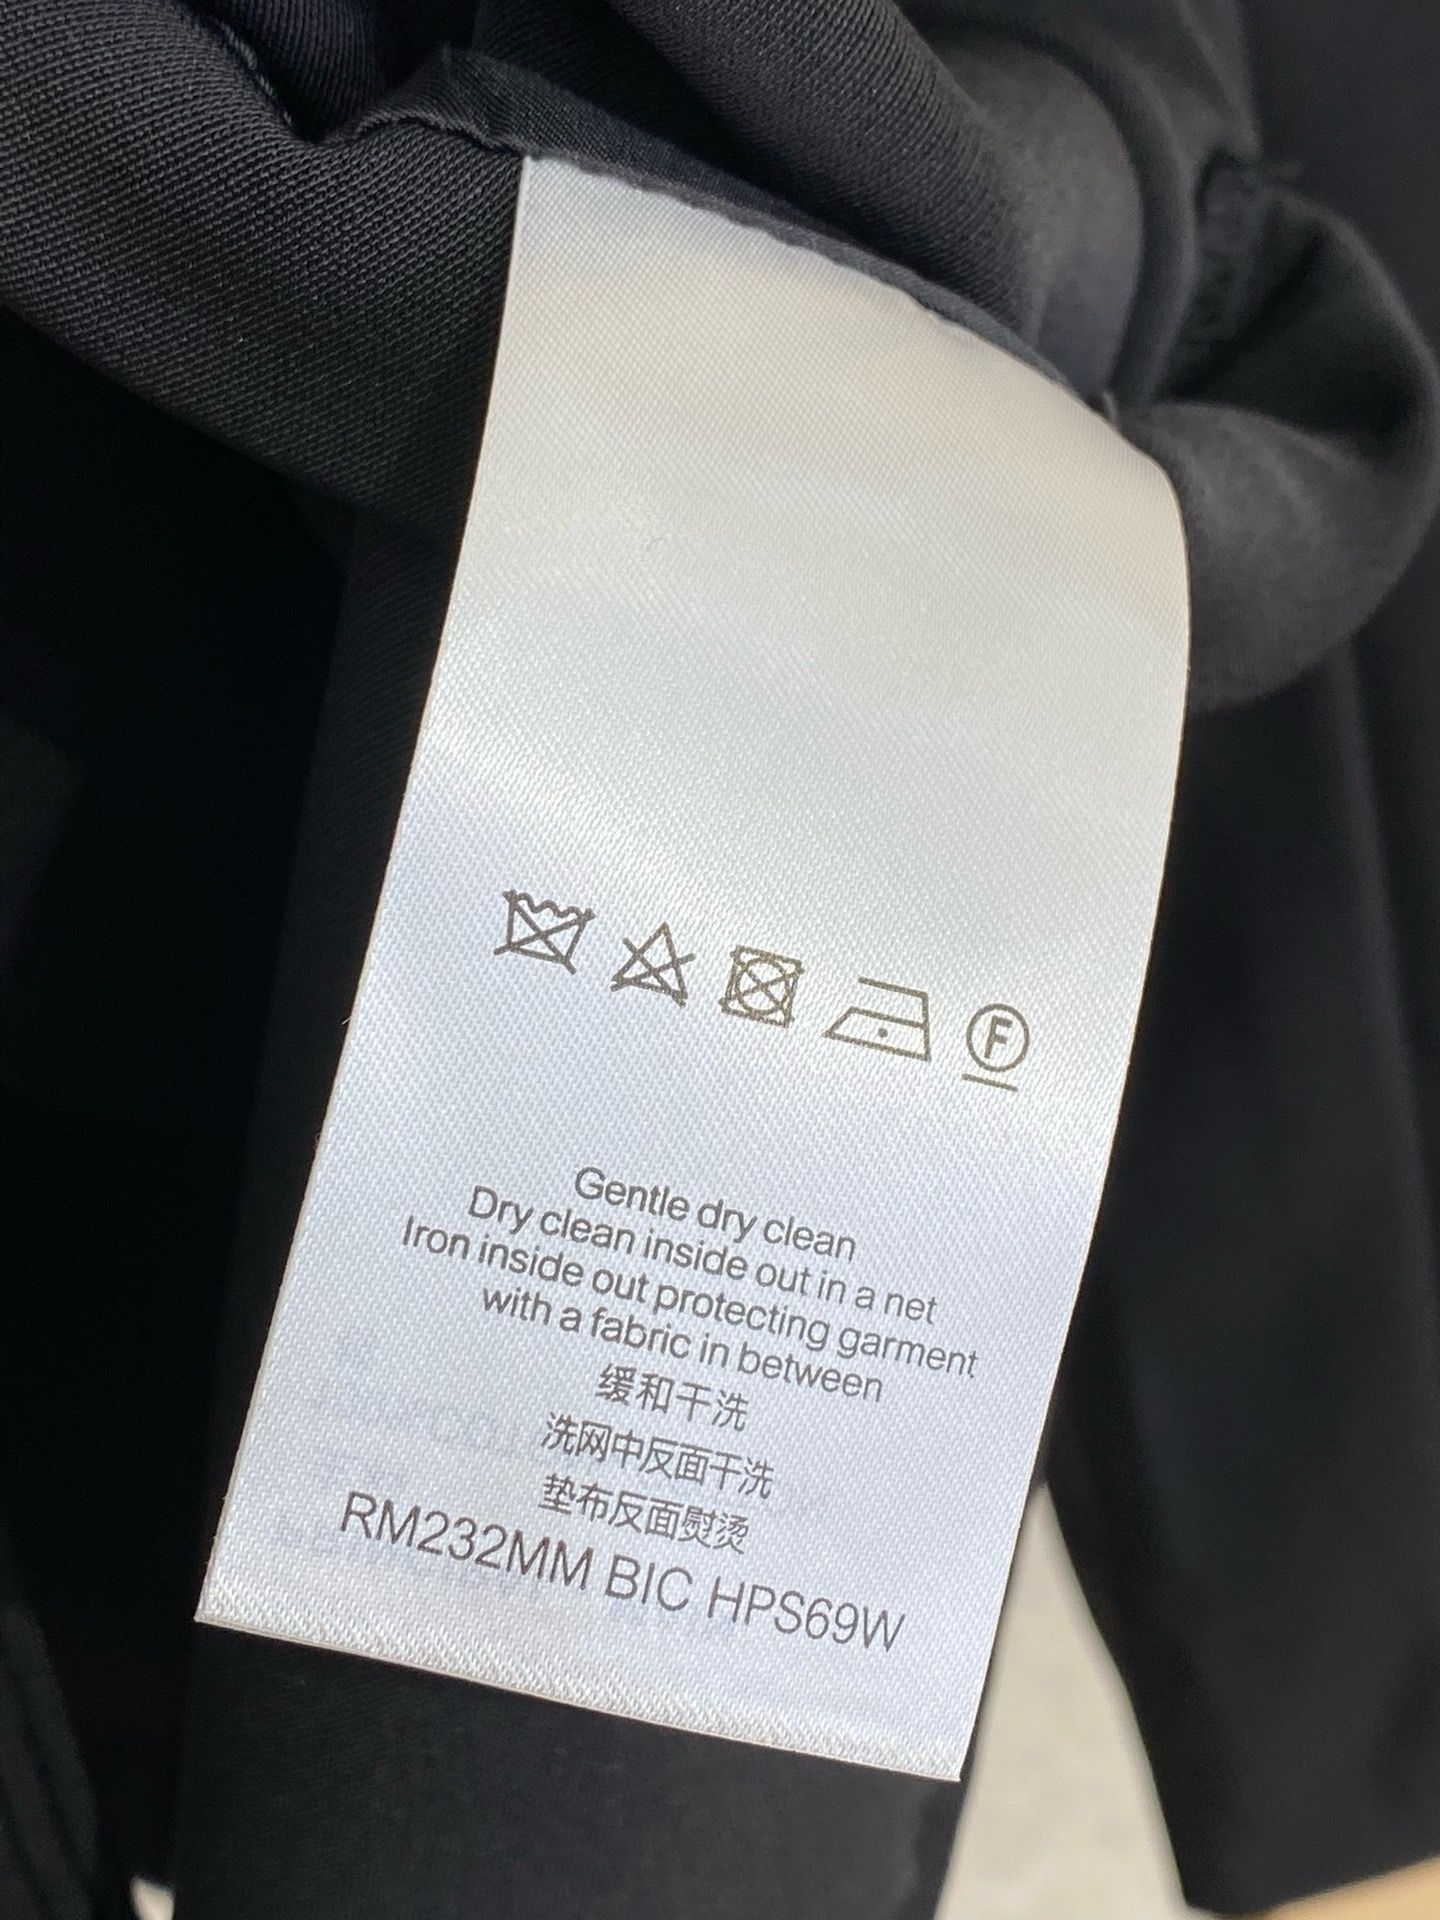 F
Gentle dry clean
Dry clean inside out in a net
Iron inside out protecting garment
with a fabric in between
缓和干洗
洗网中反面干洗
垫布反面熨烫
RM232MM BIC HPS69W